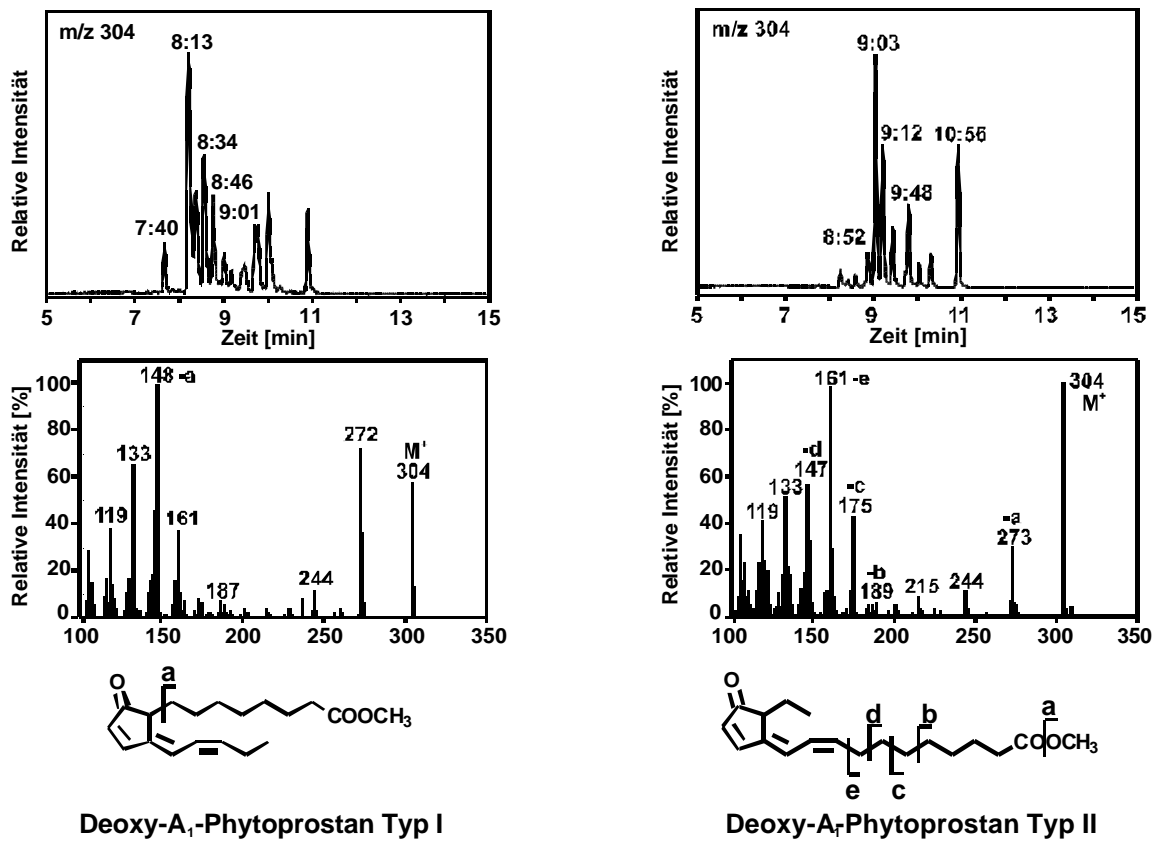 m/z 304
8:13
8:34
8:46
9:01
7:40
Relative Intensität
5 7 9 11 13 15
Zeit [min]
m/z 304
9:03
9:12 10:56
9:48
8:52
Relative Intensität
5 7 9 11 13 15
Zeit [min]
148 -a
133
119
161
187
244
272
M+
304
Relative Intensität [%]
100
80
60
40
20
0
100 150 200 250 300 350
161 -e
-d
147
133
119
-c
175
-b
189
215
244
-a
273
304
M+
Relative Intensität [%]
100
80
60
40
20
0
100 150 200 250 300 350
O
a
COOCH3
O
d b a
COOCH3
e c
Deoxy-A1-Phytoprostan Typ I
Deoxy-A1-Phytoprostan Typ II